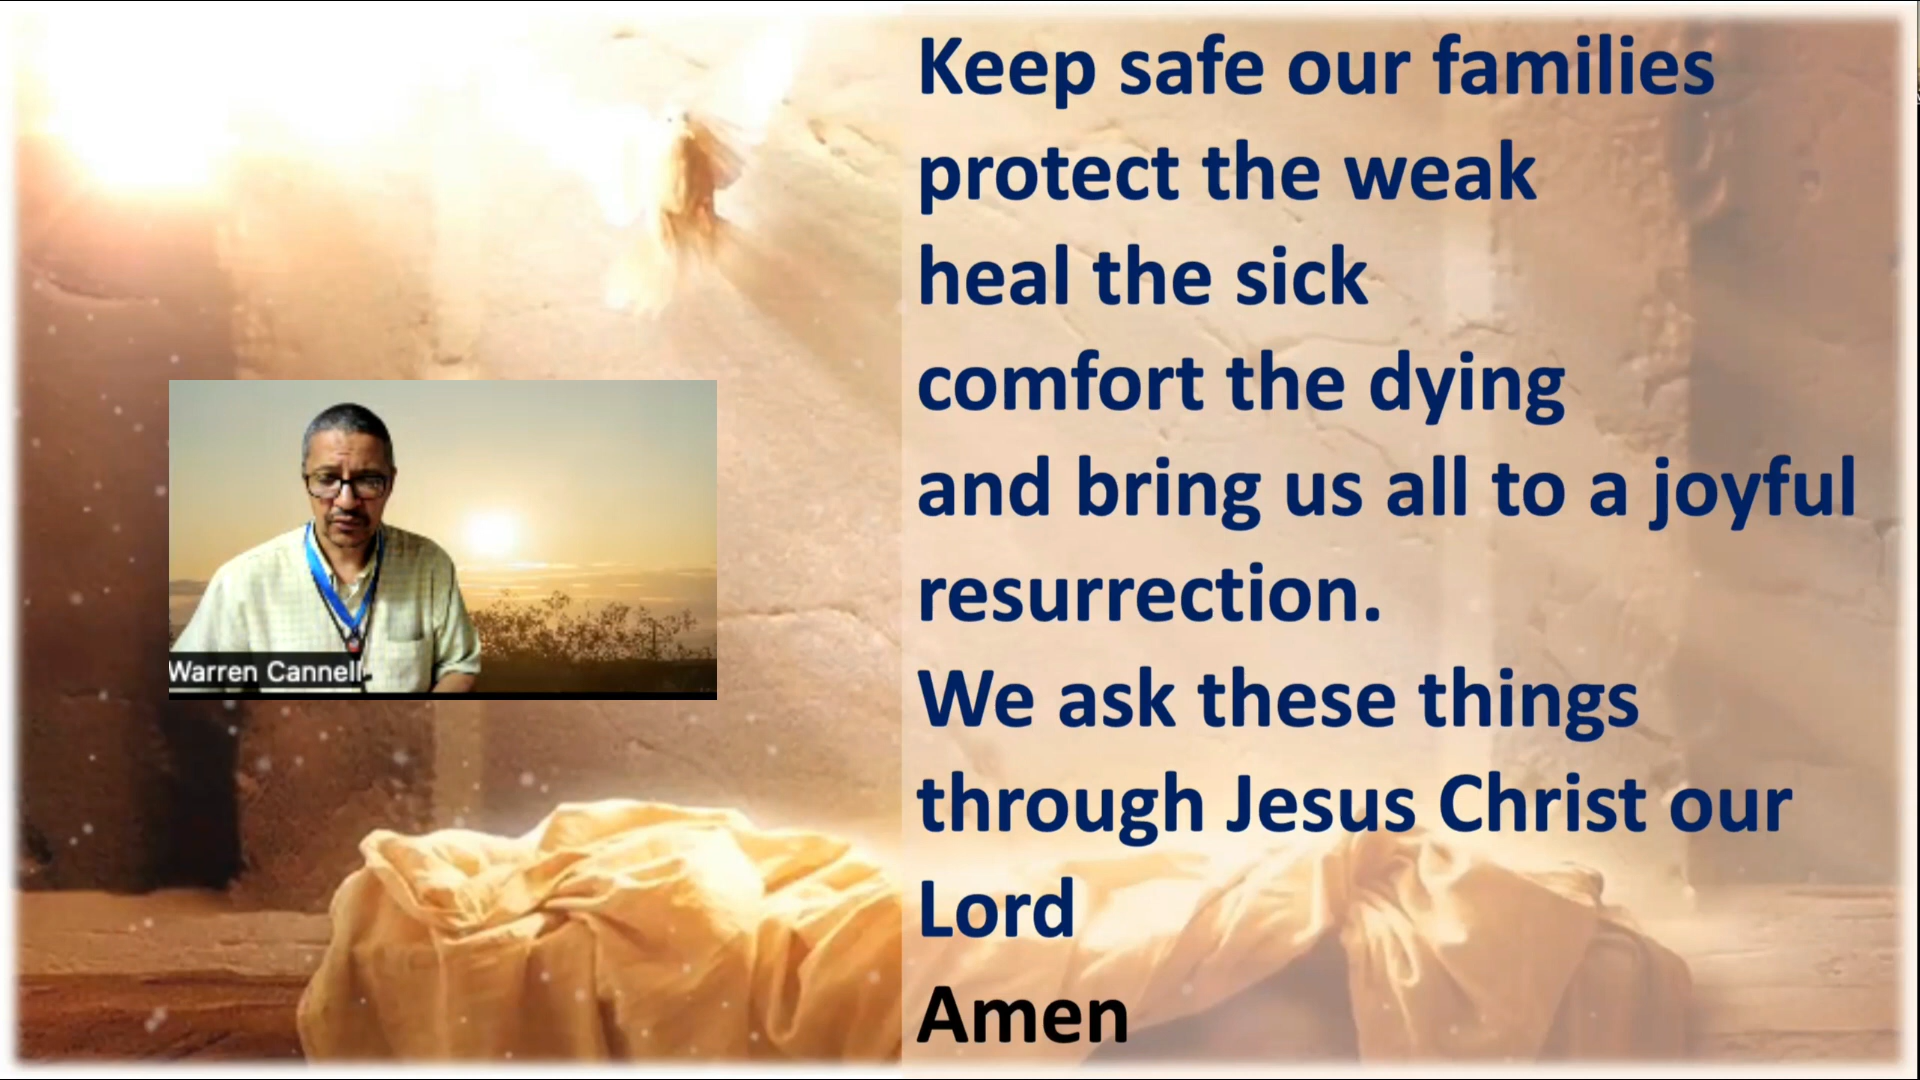 Keep safe our families
protect the weak
heal the sick
comfort the dying
and bring us all to a joyful
resurrection.
We ask these things
through Jesus Christ our
Lord
Amen
Warren Cannell